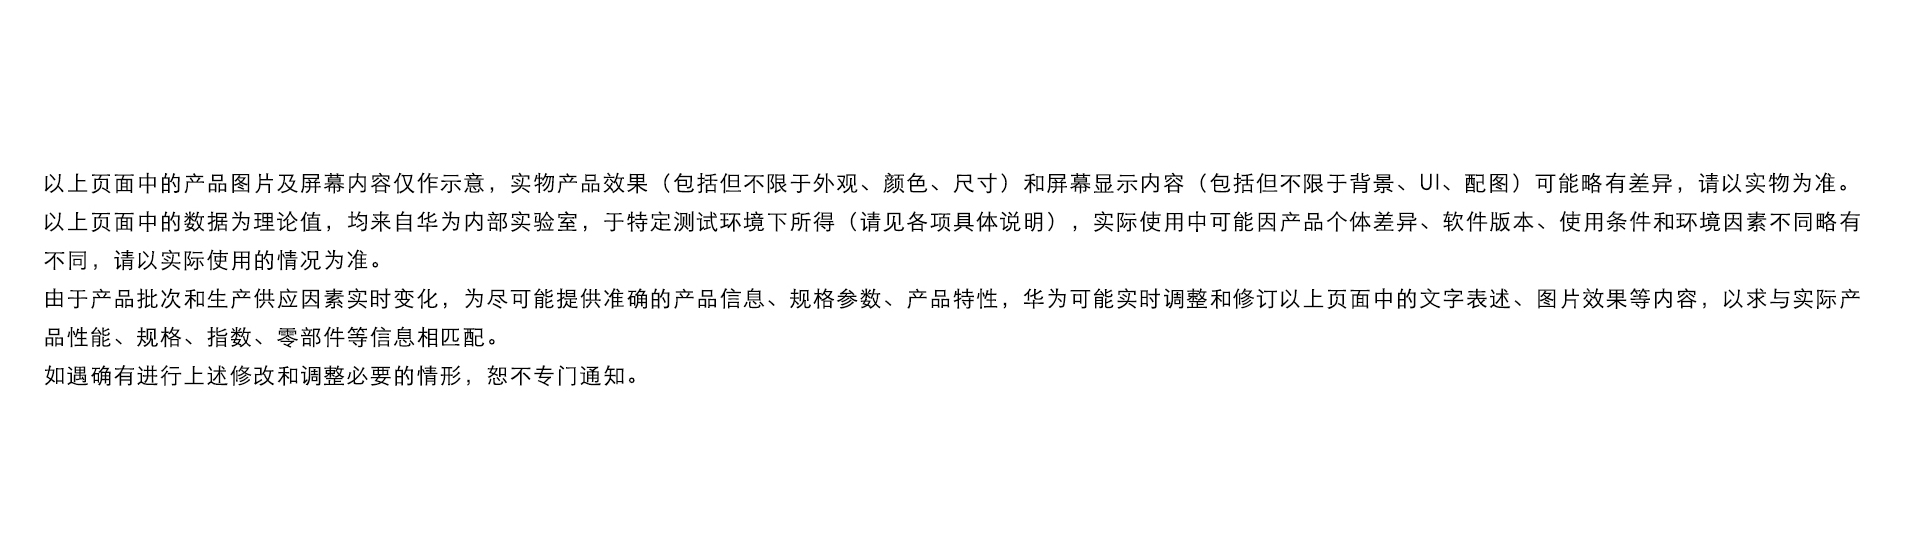 以上页面中的产品图片及屏幕内容仅作示意，实物产品效果（包括但不限于外观、颜色、尺寸）和屏幕显示内容（包括但不限于背景、UI、配图）可能略有差异，请以实物为准。
以上页面中的数据为理论值，均来自华为内部实验室，于特定测试环境下所得（请见各项具体说明），实际使用中可能因产品个体差异、软件版本、使用条件和环境因素不同略有
不同，请以实际使用的情况为准。
由于产品批次和生产供应因素实时变化，为尽可能提供准确的产品信息、规格参数、产品特性，华为可能实时调整和修订以上页面中的文字表述、图片效果等内容，以求与实际产
品性能、规格、指数、零部件等信息相匹配。
如遇确有进行上述修改和调整必要的情形，恕不专门通知。